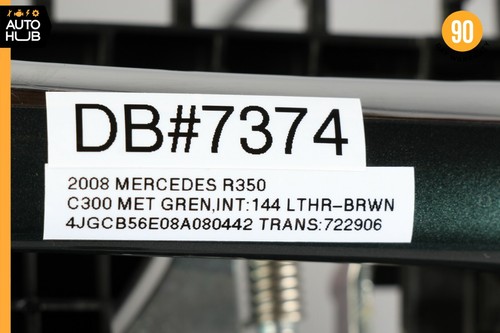 AUTO
HUB
90
DB#7374
2008 MERCEDES R350
C300 MET GREN,INT:144 LTHR-BRWN
4JGCB56E08A080442 TRANS:722906